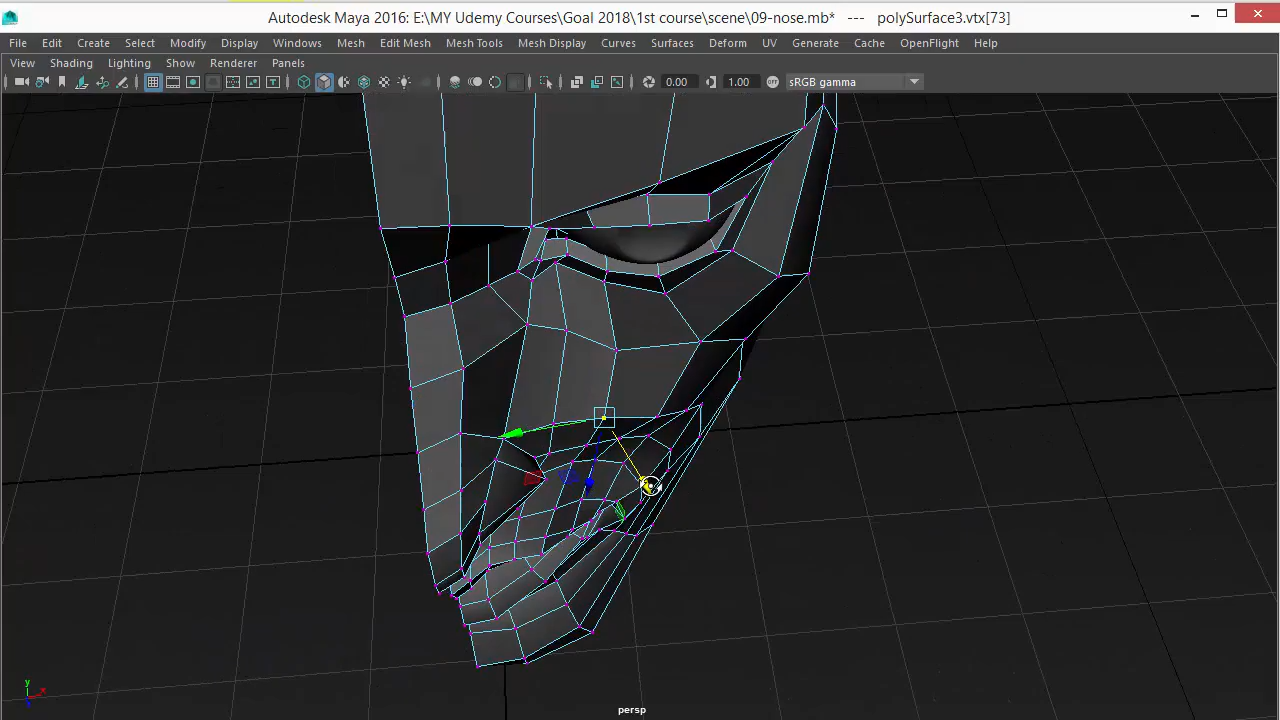 Autodesk Maya 2016: E:\MY Udemy Courses\Goal 2018\1st course\scene\09-nose.mb* --- polySurface3.vtx[73]
File Edit Create Select Modify Display Windows Mesh Edit Mesh Mesh Tools Mesh Display Curves Surfaces Deform UV Generate Cache OpenFlight Help
View Shading Lighting Show Renderer Panels
0.00 1.00 OFF sRGB gamma
y
x
persp